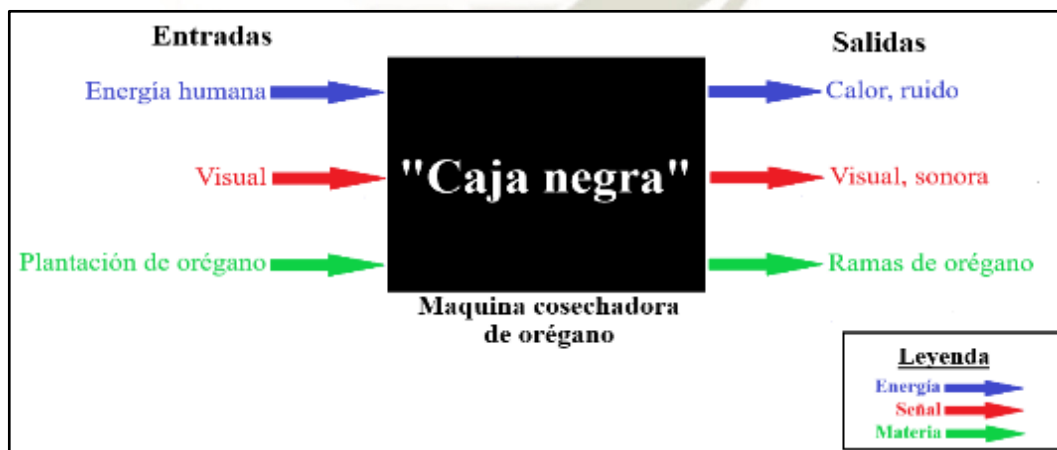 Entradas
Salidas
Energía humana
Calor, ruido
Visual
"Caja negra"
Visual, sonora
Plantación de orégano
Ramas de orégano
Maquina cosechadora
de orégano
Leyenda
Energía
Señal
Materia